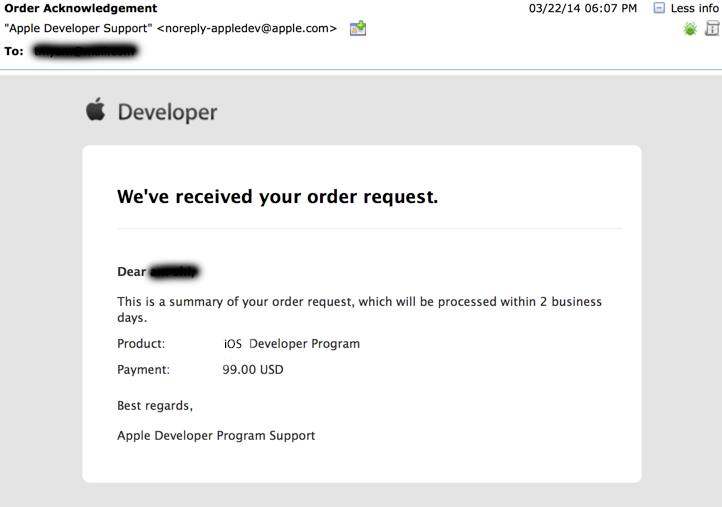 Order Acknowledgement 03/22/14 06:07 PM Less info
"Apple Developer Support" <noreply-appledev@apple.com>
To:
Developer
We've received your order request.
Dear
This is a summary of your order request, which will be processed within 2 business
days.
Product: iOS Developer Program
Payment: 99.00 USD
Best regards,
Apple Developer Program Support